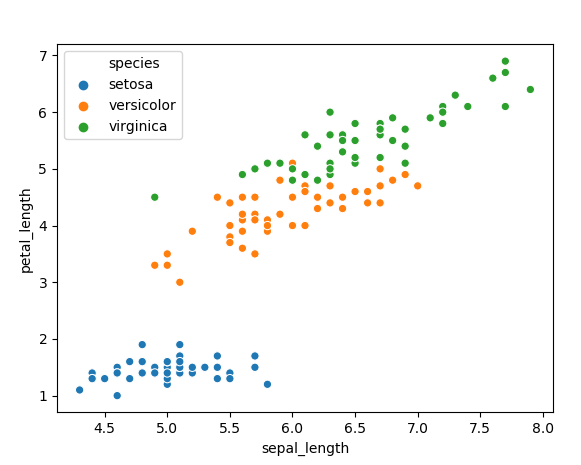 species
setosa
versicolor
virginica
petal_length
7
6
5
4
3
2
1
4.5 5.0 5.5 6.0 6.5 7.0 7.5 8.0
sepal_length